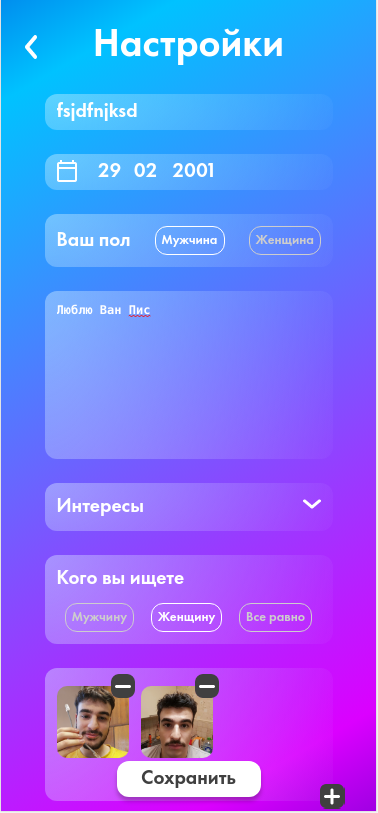 Настройки
fsjdfnjksd
29 02 2001
Ваш пол Мужчина Женщина
Люблю Ван Пис
Интересы
Кого вы ищете
Мужчину Женщину Все равно
Сохранить